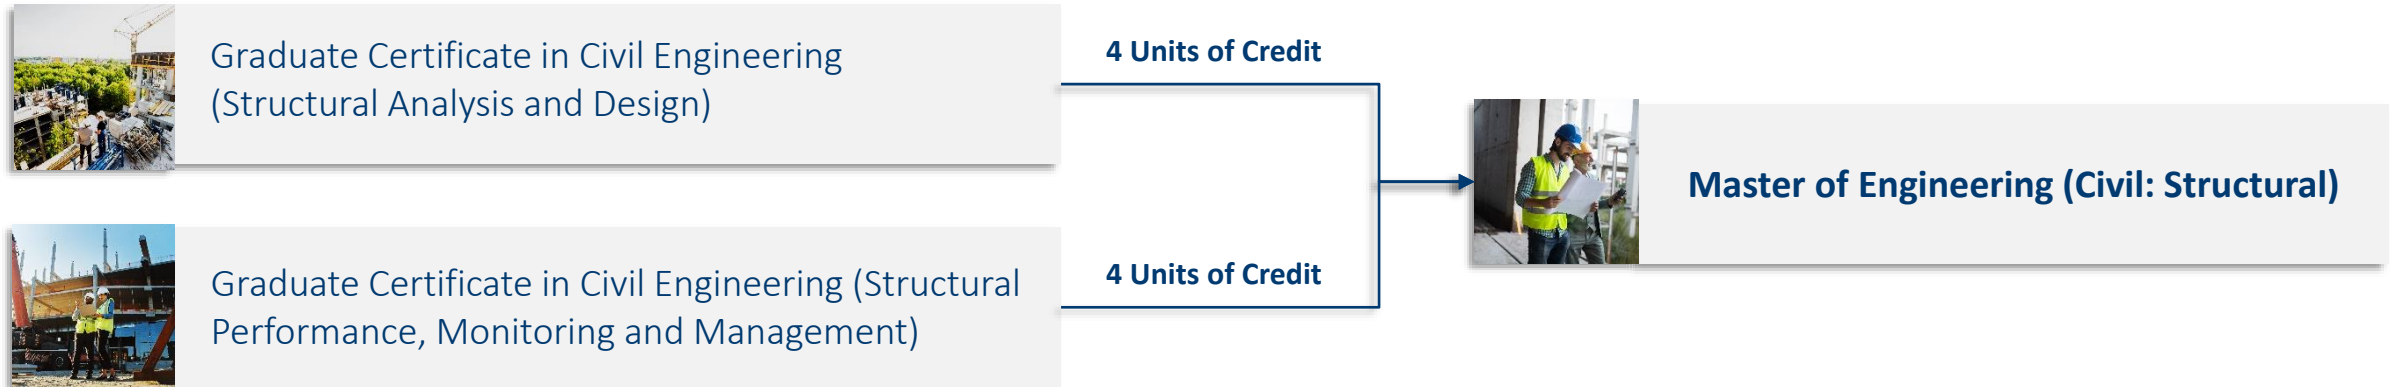 Graduate Certificate in Civil Engineering
(Structural Analysis and Design)
4 Units of Credit
Master of Engineering (Civil: Structural)
Graduate Certificate in Civil Engineering (Structural
Performance, Monitoring and Management)
4 Units of Credit